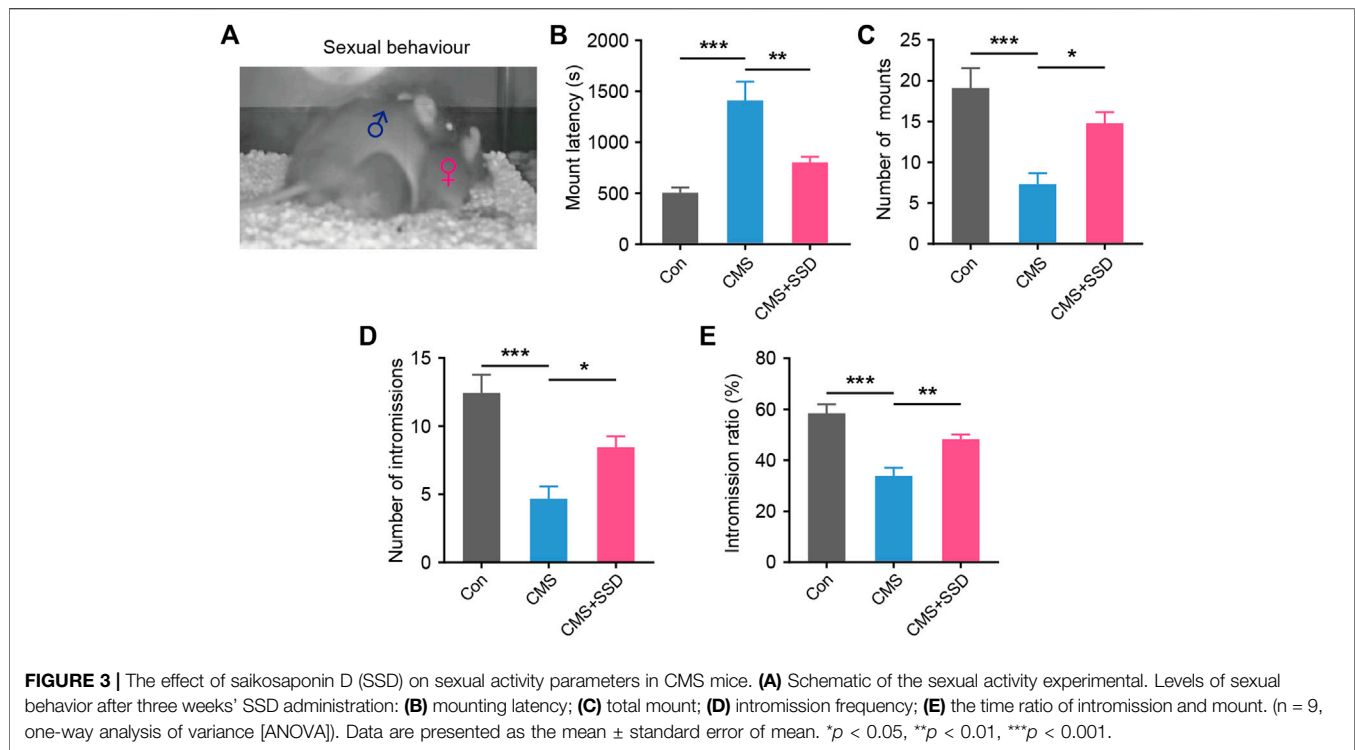 A
Sexual behaviour
♂
♀
B
Mount latency (s)
2000
1500
1000
500
0
*** **
Con
CMS
CMS+SSD
C
Number of mounts
25
20
15
10
5
0
*** *
Con
CMS
CMS+SSD
D
Number of intromissions
15
10
5
0
*** *
Con
CMS
CMS+SSD
E
Intromission ratio (%)
80
60
40
20
0
*** **
Con
CMS
CMS+SSD
FIGURE 3 | The effect of saikosaponin D (SSD) on sexual activity parameters in CMS mice. (A) Schematic of the sexual activity experimental. Levels of sexual
behavior after three weeks' SSD administration: (B) mounting latency; (C) total mount; (D) intromission frequency; (E) the time ratio of intromission and mount. (n = 9,
one-way analysis of variance [ANOVA]). Data are presented as the mean ± standard error of mean. *p < 0.05, **p < 0.01, ***p < 0.001.